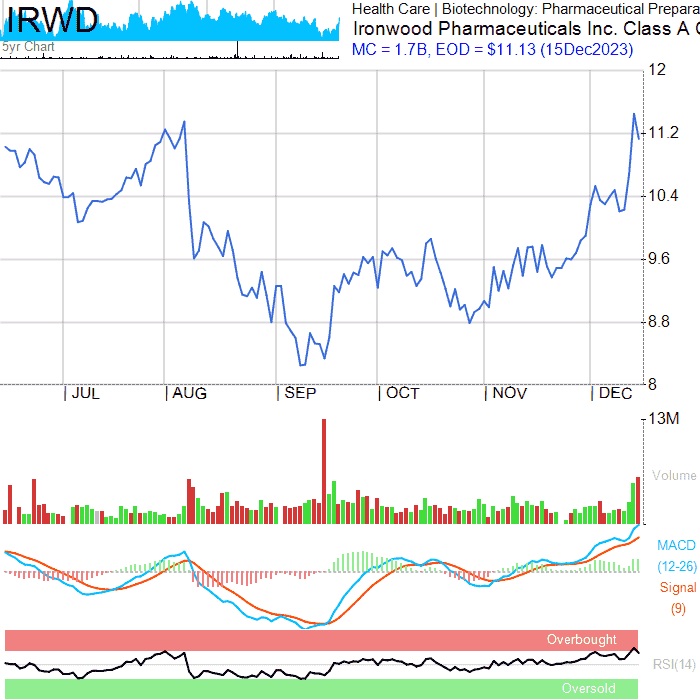 IRWD
5yr Chart
Health Care | Biotechnology: Pharmaceutical Prepara
Ironwood Pharmaceuticals Inc. Class A
MC = 1.7B, EOD = $11.13 (15Dec2023)
12
11.2
10.4
9.6
8.8
8
JUL AUG SEP OCT NOV DEC
13M
Volume
MACD
(12-26)
Signal
(9)
Overbought
RSI(14)
Oversold